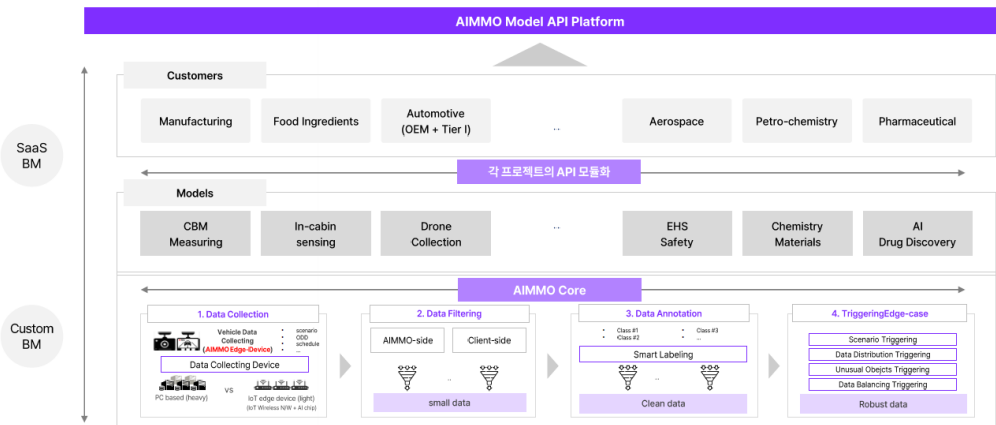 AIMMO Model API Platform
Customers
Manufacturing
Food Ingredients
Automotive
(OEM + Tier I)
..
Aerospace
Petro-chemistry
Pharmaceutical
SaaS
BM
각 프로젝트의 API 모듈화
Models
CBM
Measuring
In-cabin
sensing
Drone
Collection
..
EHS
Safety
Chemistry
Materials
AI
Drug Discovery
Custom
BM
AIMMO Core
1. Data Collection
Vehicle Data
Collecting
(AIMMO Edge-Device)
• scenario
• ODD
• schedule
• ...
Data Collecting Device
PC based (heavy)
vs
IoT edge device (light)
(IoT Wireless N/W + AI chip)
2. Data Filtering
AIMMO-side
Client-side
..
small data
3. Data Annotation
• Class #1
• Class #2
• Class #3
• ...
Smart Labeling
..
Clean data
4. TriggeringEdge-case
Scenario Triggering
Data Distribution Triggering
Unusual Obejcts Triggering
Data Balancing Triggering
Robust data